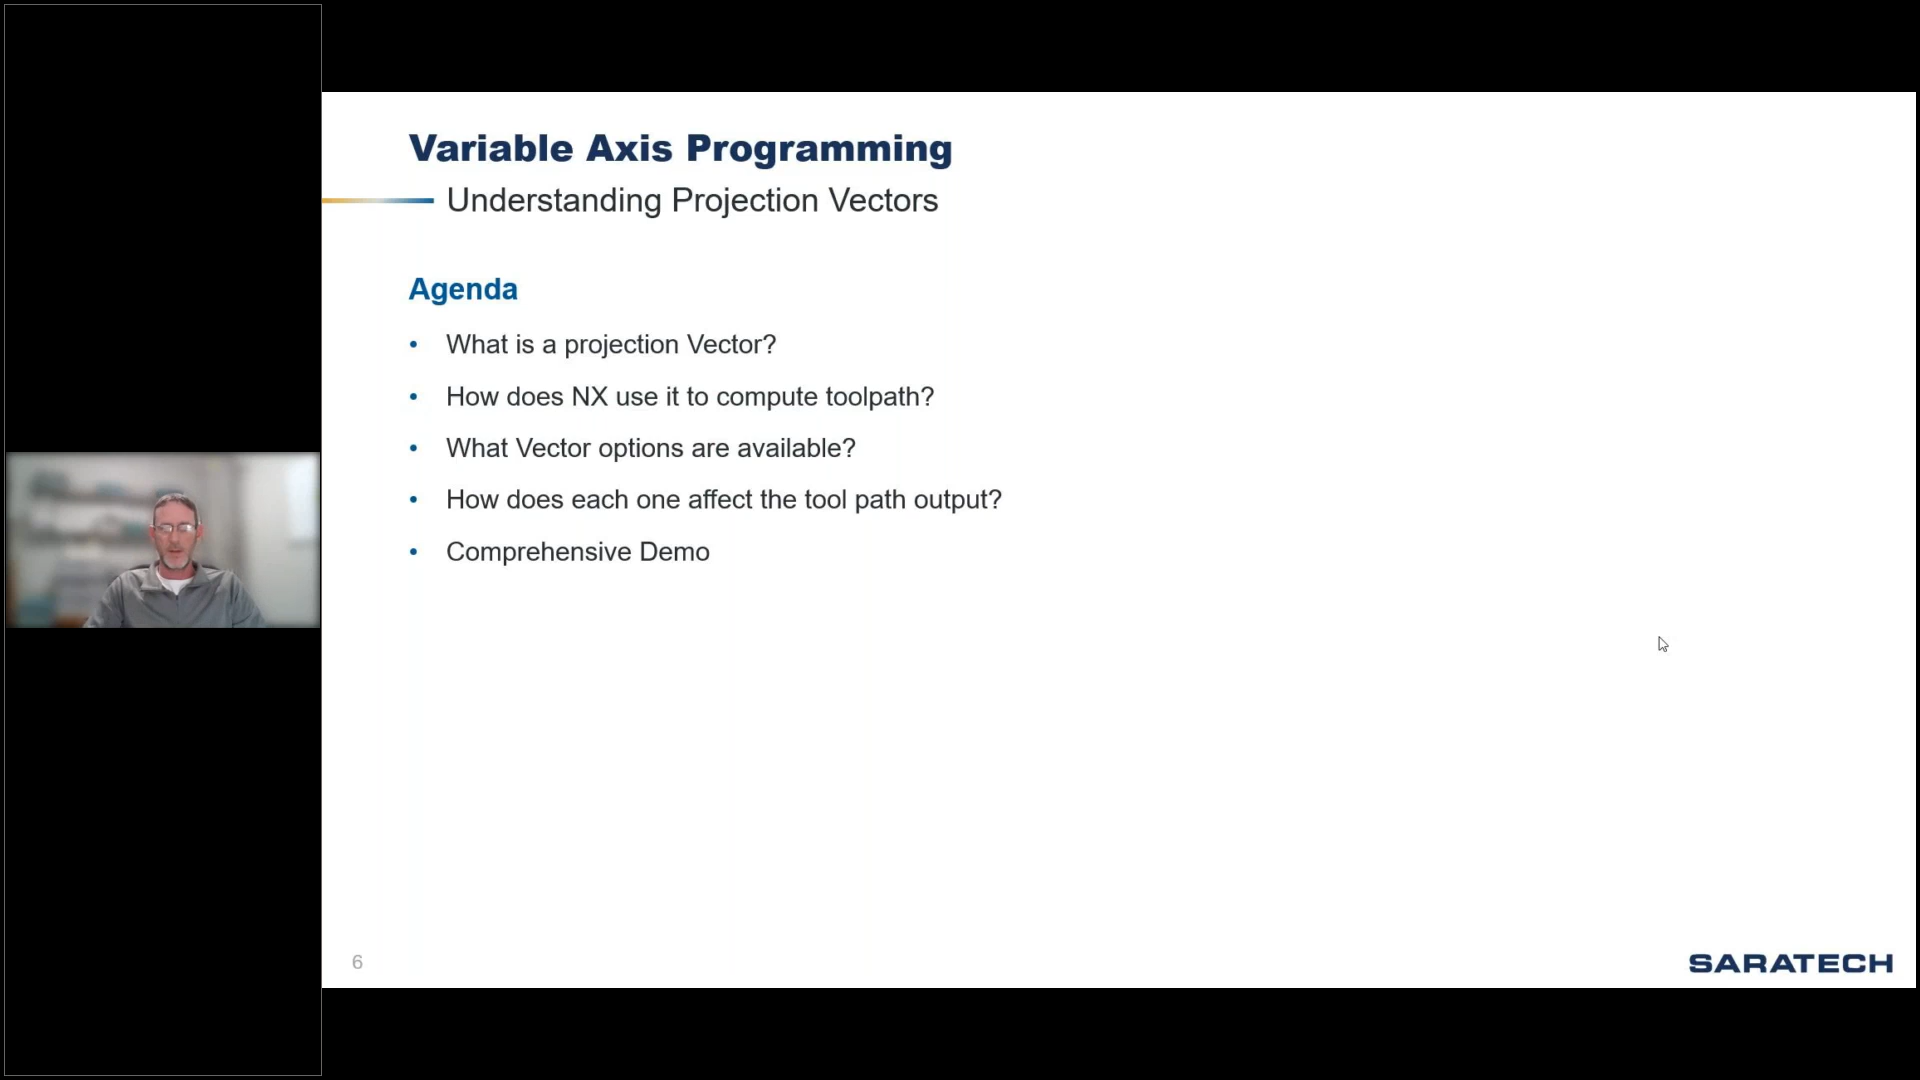 Variable Axis Programming
Understanding Projection Vectors
Agenda
• What is a projection Vector?
• How does NX use it to compute toolpath?
• What Vector options are available?
• How does each one affect the tool path output?
• Comprehensive Demo
6
SARATECH